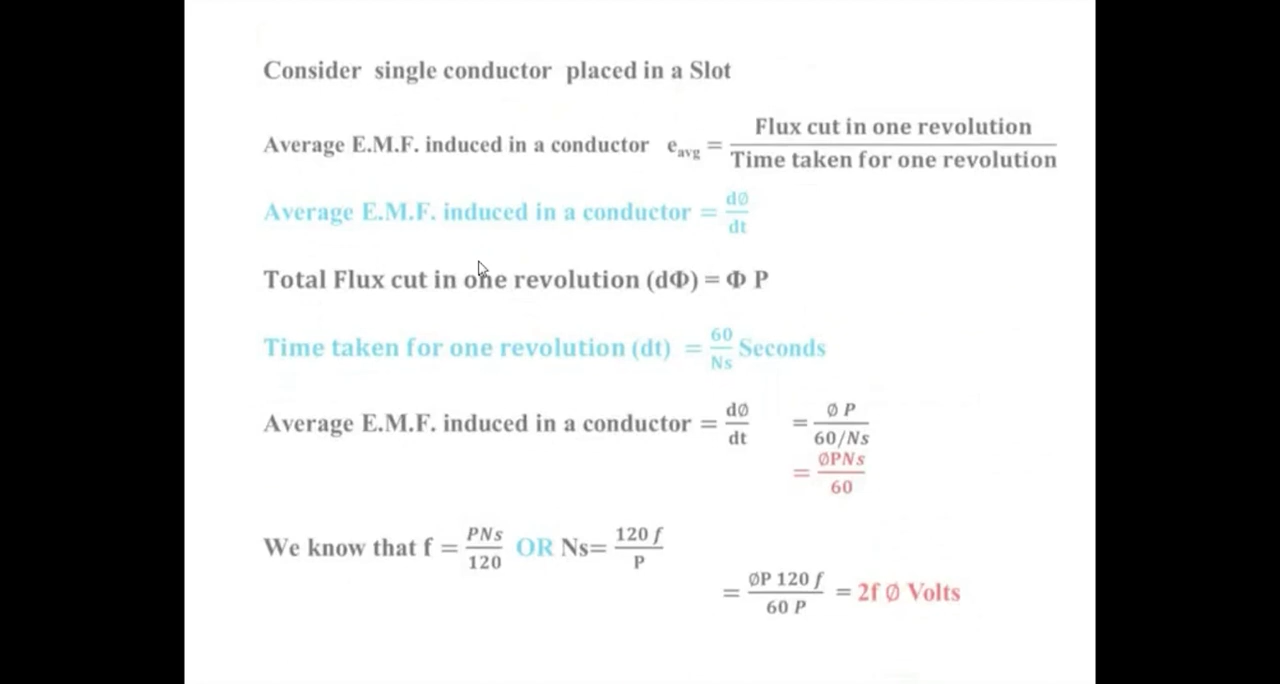 Consider single conductor placed in a Slot
Average E.M.F. induced in a conductor e_avg = Flux cut in one revolution / Time taken for one revolution
Average E.M.F. induced in a conductor = dØ/dt
Total Flux cut in one revolution (dΦ) = Φ P
Time taken for one revolution (dt) = 60/Ns Seconds
Average E.M.F. induced in a conductor = dØ/dt = Ø P / 60/Ns
= ØPNs/60
We know that f = PNs/120 OR Ns= 120 f/P
= ØP 120 f/60 P = 2f Ø Volts